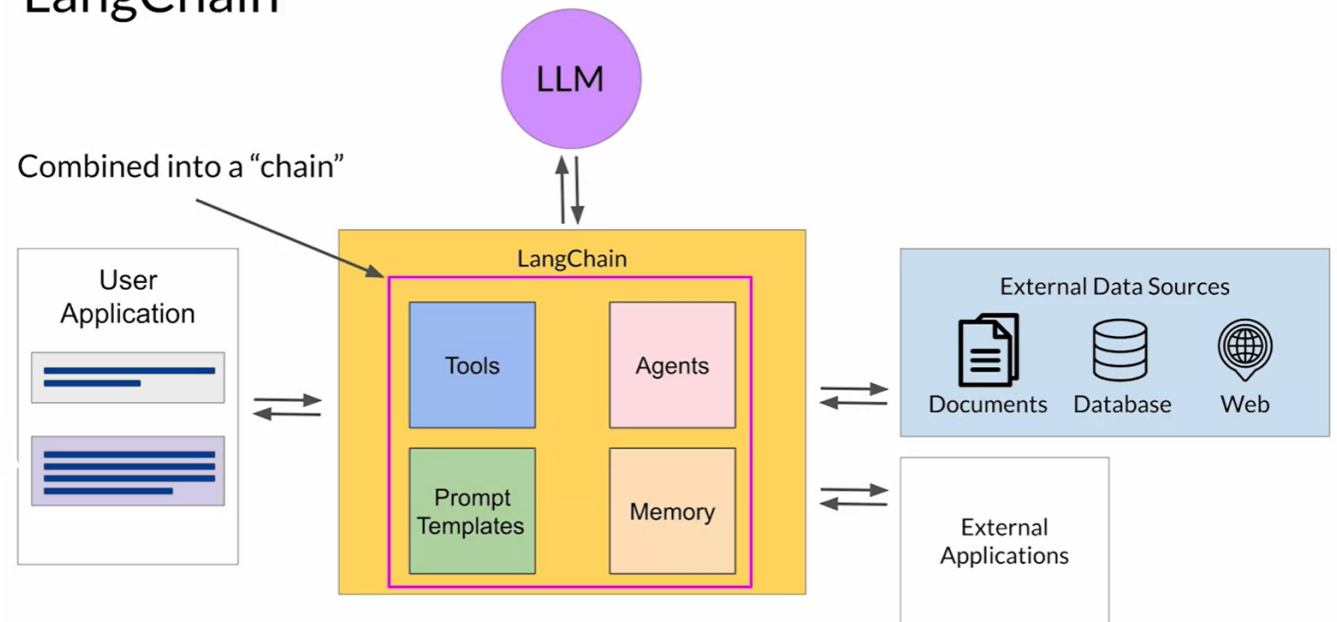 LangChain
LLM
Combined into a “chain”
User
Application
LangChain
Tools
Agents
Prompt
Templates
Memory
External Data Sources
Documents
Database
Web
External
Applications